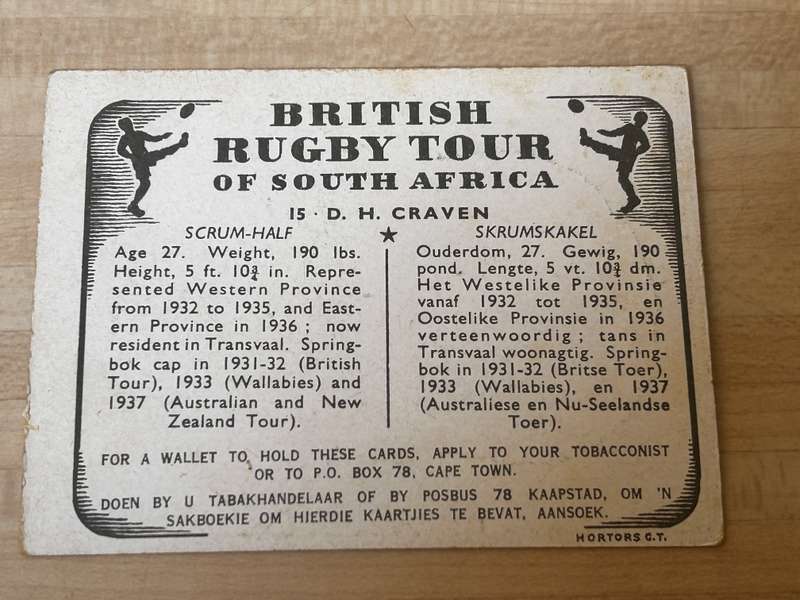 BRITISH
RUGBY TOUR
OF SOUTH AFRICA
15 · D. H. CRAVEN
SCRUM-HALF
Age 27. Weight, 190 lbs.
Height, 5 ft. 10¾ in. Repre-
sented Western Province
from 1932 to 1935, and East-
ern Province in 1936 ; now
resident in Transvaal. Spring-
bok cap in 1931-32 (British
Tour), 1933 (Wallabies) and
1937 (Australian and New
Zealand Tour).
SKRUMSKAKEL
Ouderdom, 27. Gewig, 190
pond. Lengte, 5 vt. 10¾ dm.
Het Westelike Provinsie
vanaf 1932 tot 1935, en
Oostelike Provinsie in 1936
verteenwoordig ; tans in
Transvaal woonagtig. Spring-
bok in 1931-32 (Britse Toer),
1933 (Wallabies), en 1937
(Australiese en Nu-Seelandse
Toer).
FOR A WALLET TO HOLD THESE CARDS, APPLY TO YOUR TOBACCONIST
OR TO P.O. BOX 78, CAPE TOWN.
DOEN BY U TABAKHANDELAAR OF BY POSBUS 78 KAAPSTAD, OM 'N
SAKBOEKIE OM HIERDIE KAARTJIES TE BEVAT, AANSOEK.
HORTORS C.T.